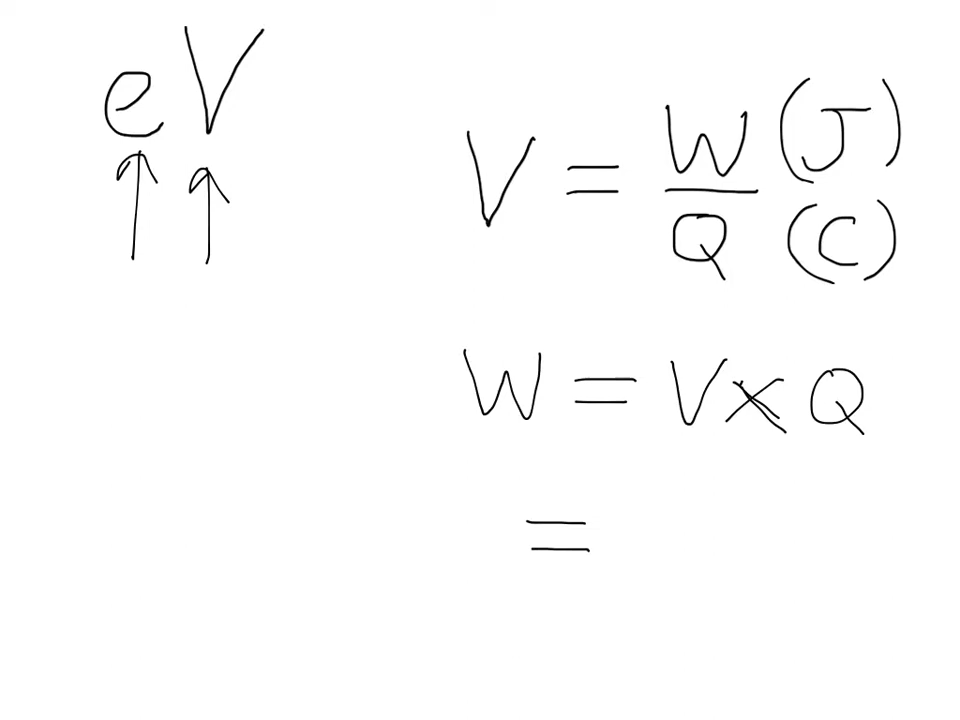 eV
V = W (J)
Q (C)
W = V × Q
=